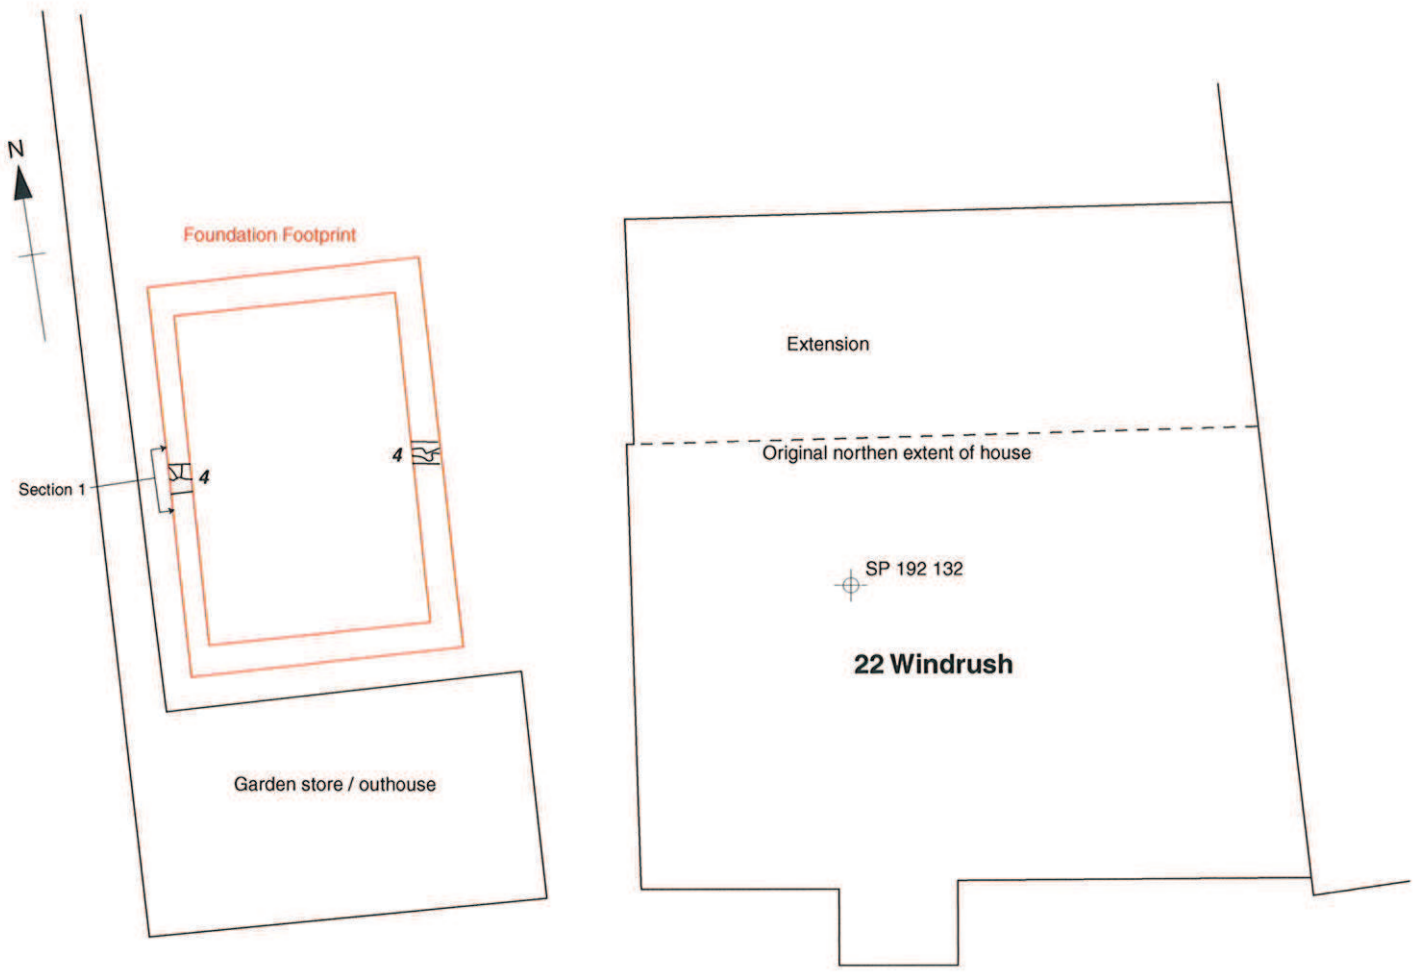 N
Foundation Footprint
Extension
Original northen extent of house
4
4
Section 1
SP 192 132
22 Windrush
Garden store / outhouse